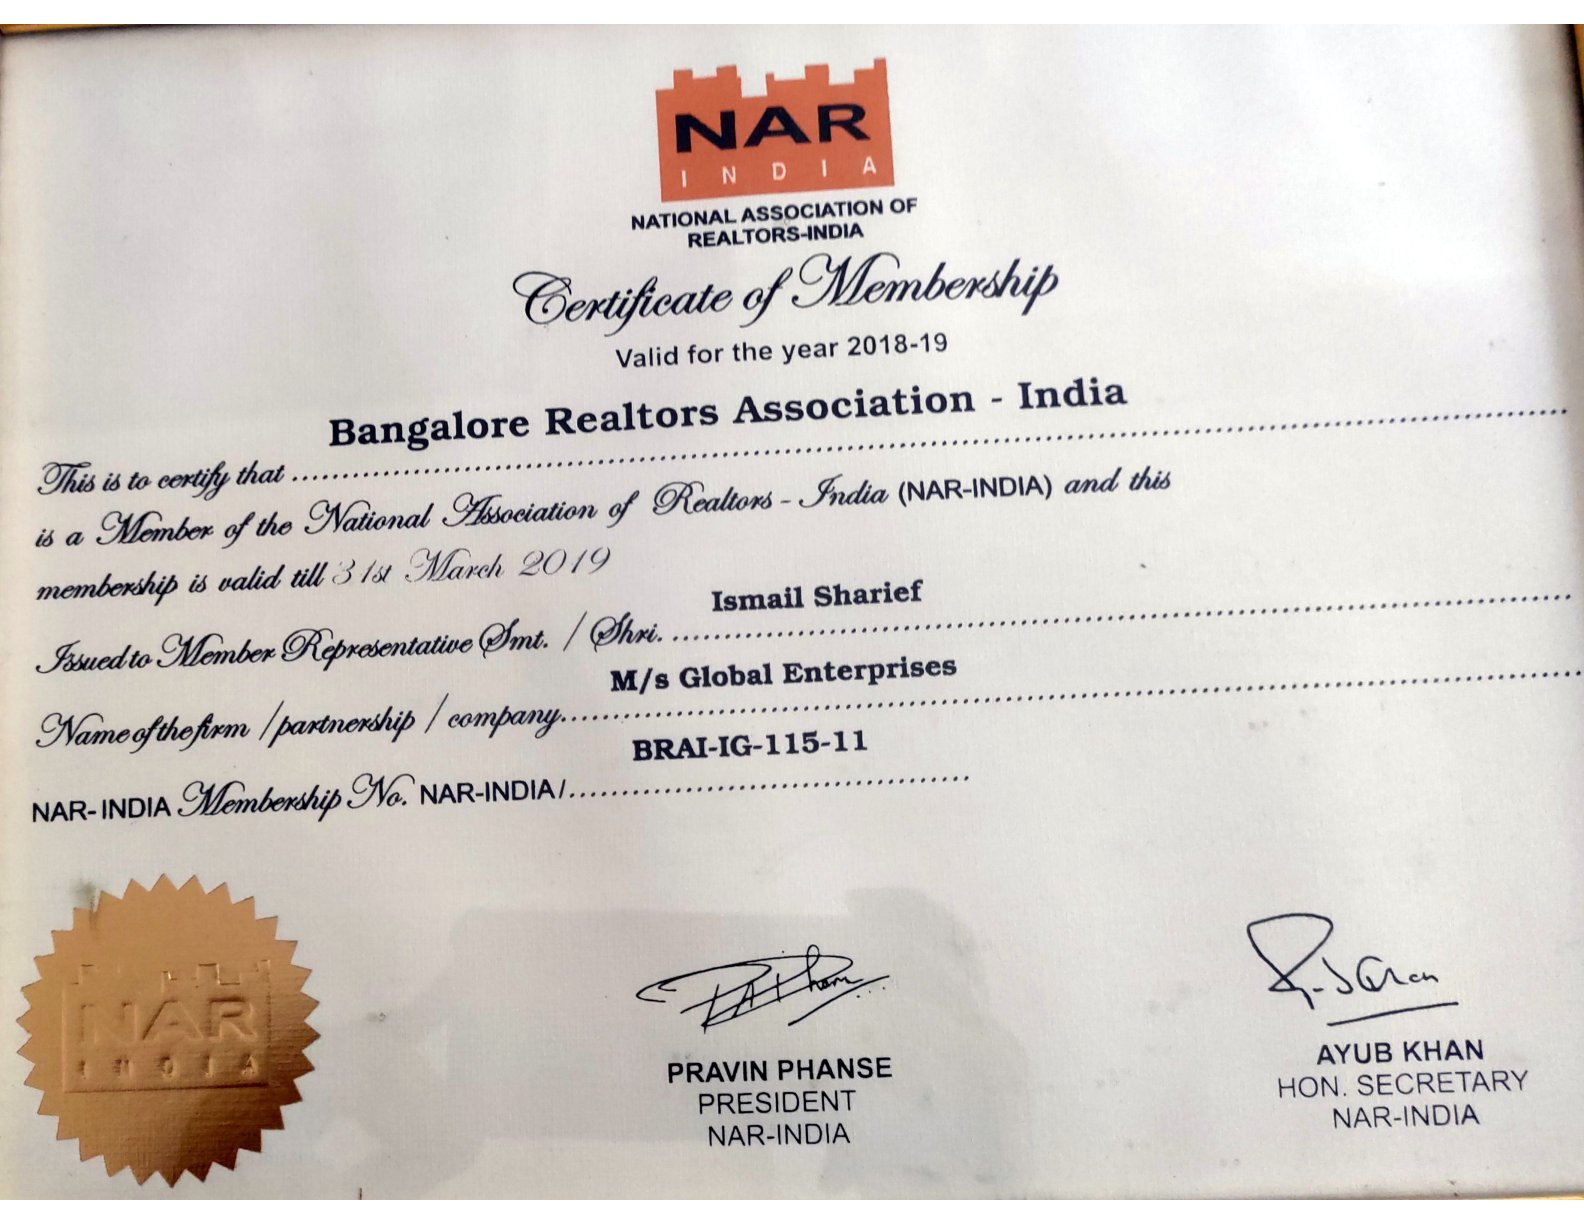 NAR
INDIA
NATIONAL ASSOCIATION OF
REALTORS-INDIA
Certificate of Membership
Valid for the year 2018-19
Bangalore Realtors Association - India
This is to certify that
is a Member of the National Association of Realtors - India (NAR-INDIA) and this
membership is valid till 31st March 2019
Ismail Sharief
Issued to Member Representative Smt. / Shri.
M/s Global Enterprises
Name of the firm / partnership / company
BRAI-IG-115-11
NAR-INDIA Membership No. NAR-INDIA/
NAR
INDIA
PRAVIN PHANSE
PRESIDENT
NAR-INDIA
AYUB KHAN
HON. SECRETARY
NAR-INDIA